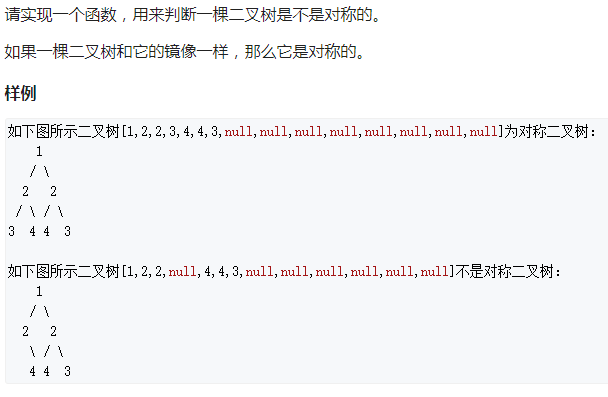 请实现一个函数，用来判断一棵二叉树是不是对称的。
如果一棵二叉树和它的镜像一样，那么它是对称的。
样例
如下图所示二叉树[1,2,2,3,4,4,3,null,null,null,null,null,null,null,null]为对称二叉树：
    1
   / \
  2   2
 / \ / \
3  4 4  3
如下图所示二叉树[1,2,2,null,4,4,3,null,null,null,null,null,null]不是对称二叉树：
    1
   / \
  2   2
   \ / \
   4 4  3